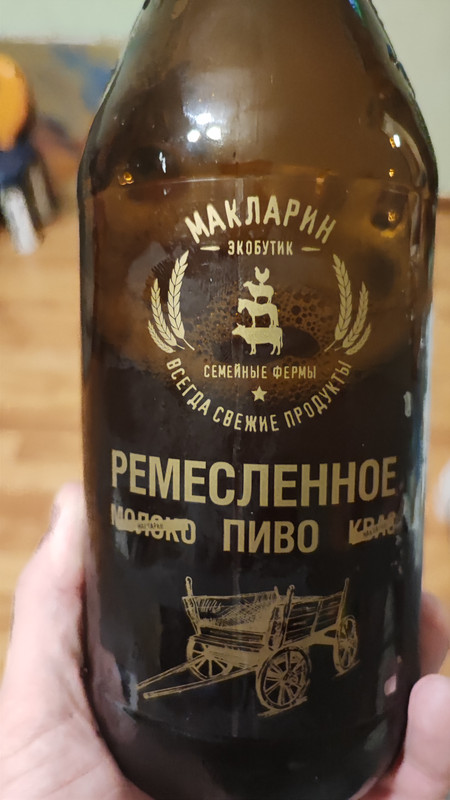 МАКЛАРИН
ЭКОБУТИК
СЕМЕЙНЫЕ ФЕРМЫ
ВСЕГДА СВЕЖИЕ ПРОДУКТЫ
РЕМЕСЛЕННОЕ
МОЛОКО ПИВО КВАС